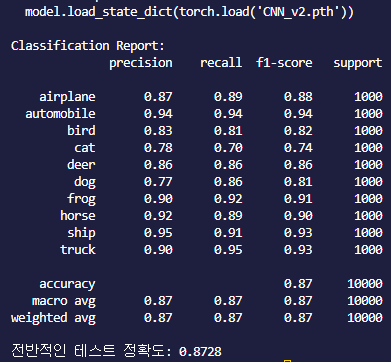 model.load_state_dict(torch.load('CNN_v2.pth'))
Classification Report:
precision recall f1-score support
airplane 0.87 0.89 0.88 1000
automobile 0.94 0.94 0.94 1000
bird 0.83 0.81 0.82 1000
cat 0.78 0.70 0.74 1000
deer 0.86 0.86 0.86 1000
dog 0.77 0.86 0.81 1000
frog 0.90 0.92 0.91 1000
horse 0.92 0.89 0.90 1000
ship 0.95 0.91 0.93 1000
truck 0.90 0.95 0.93 1000
accuracy 0.87 10000
macro avg 0.87 0.87 0.87 10000
weighted avg 0.87 0.87 0.87 10000
전반적인 테스트 정확도: 0.8728